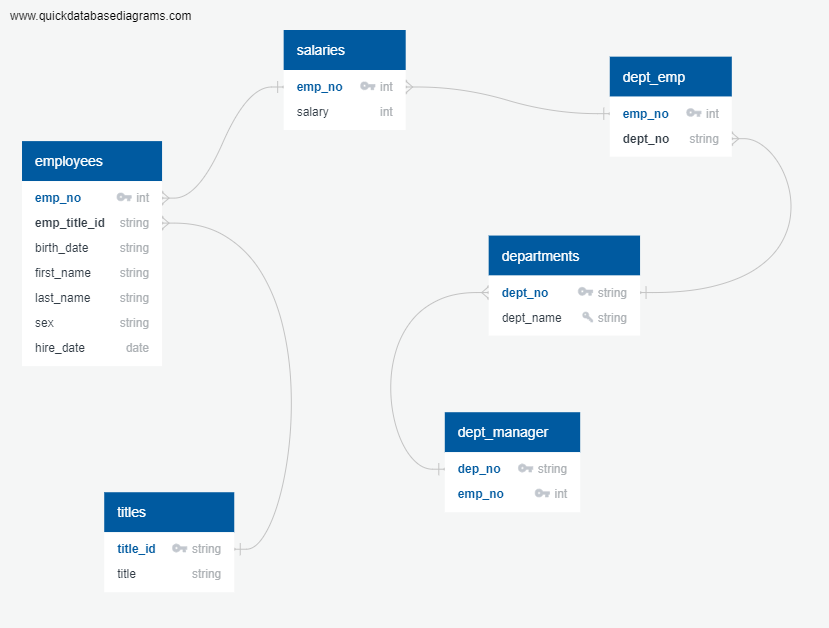 www.quickdatabasediagrams.com
salaries
emp_no int
salary int
dept_emp
emp_no int
dept_no string
employees
emp_no int
emp_title_id string
birth_date string
first_name string
last_name string
sex string
hire_date date
departments
dept_no string
dept_name string
dept_manager
dep_no string
emp_no int
titles
title_id string
title string